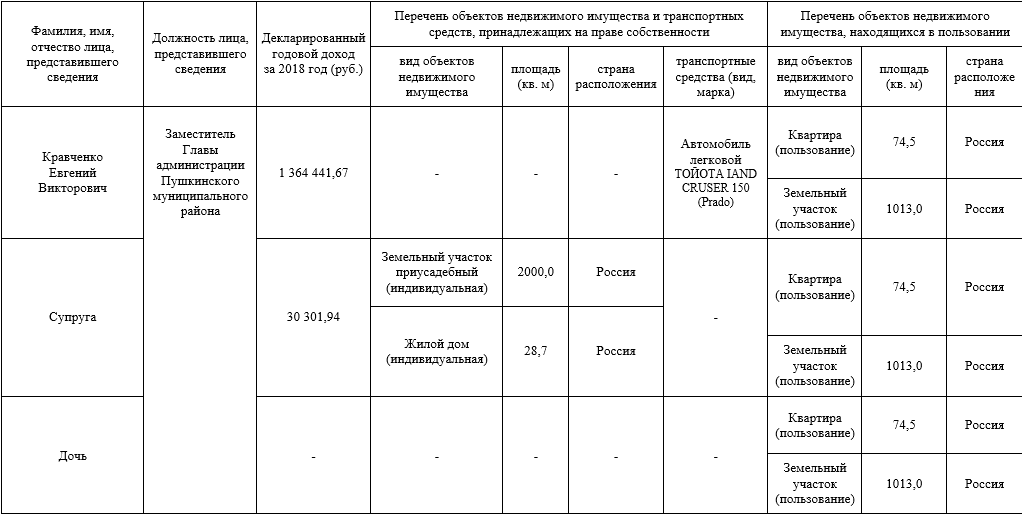 Фамилия, имя,
отчество лица,
представившего
сведения
Должность лица,
представившего
сведения
Декларированный
годовой доход
за 2018 год (руб.)
Перечень объектов недвижимого имущества и транспортных
средств, принадлежащих на праве собственности
Перечень объектов недвижимого
имущества, находящихся в пользовании
вид объектов
недвижимого
имущества
площадь
(кв. м)
страна
расположения
транспортные
средства (вид,
марка)
вид объектов
недвижимого
имущества
площадь
(кв. м)
страна
расположе
ния
Кравченко
Евгений
Викторович
Заместитель
Главы
администрации
Пушкинского
муниципального
района
1 364 441,67
-
-
-
Автомобиль
легковой
ТОЙОТА IAND
CRUSER 150
(Prado)
Квартира
(пользование)
74,5
Россия
Земельный
участок
(пользование)
1013,0
Россия
Супруга
30 301,94
Земельный участок
приусадебный
(индивидуальная)
2000,0
Россия
Жилой дом
(индивидуальная)
28,7
Россия
-
Квартира
(пользование)
74,5
Россия
Земельный
участок
(пользование)
1013,0
Россия
Дочь
-
-
-
-
-
Квартира
(пользование)
74,5
Россия
Земельный
участок
(пользование)
1013,0
Россия